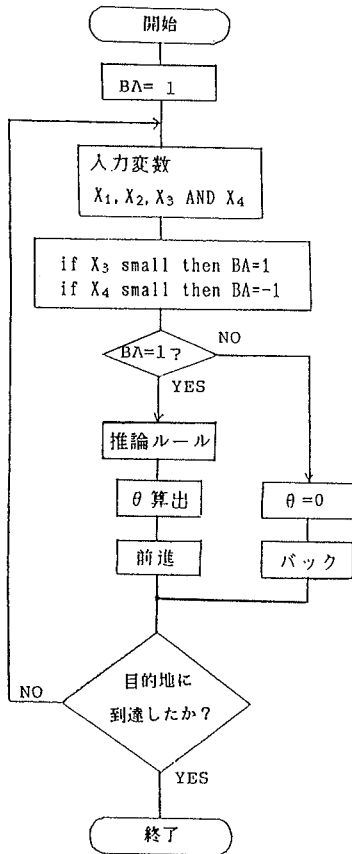 開始
BA= 1
入力変数
X₁, X₂, X₃ AND X₄
if X₃ small then BA=1
if X₄ small then BA=-1
BA=1?
NO
YES
推論ルール
θ 算出
θ=0
前進
バック
目的地に
到達したか?
NO
YES
終了